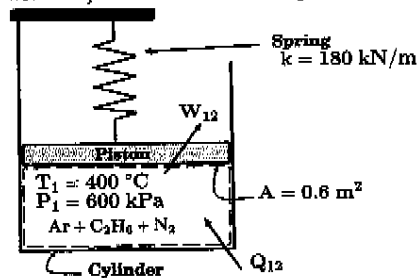 Spring
k = 180 kN/m
W₁₂
Piston
T₁ = 400 °C
P₁ = 600 kPa
A = 0.6 m²
Ar + C₂H₆ + N₂
Q₁₂
Cylinder